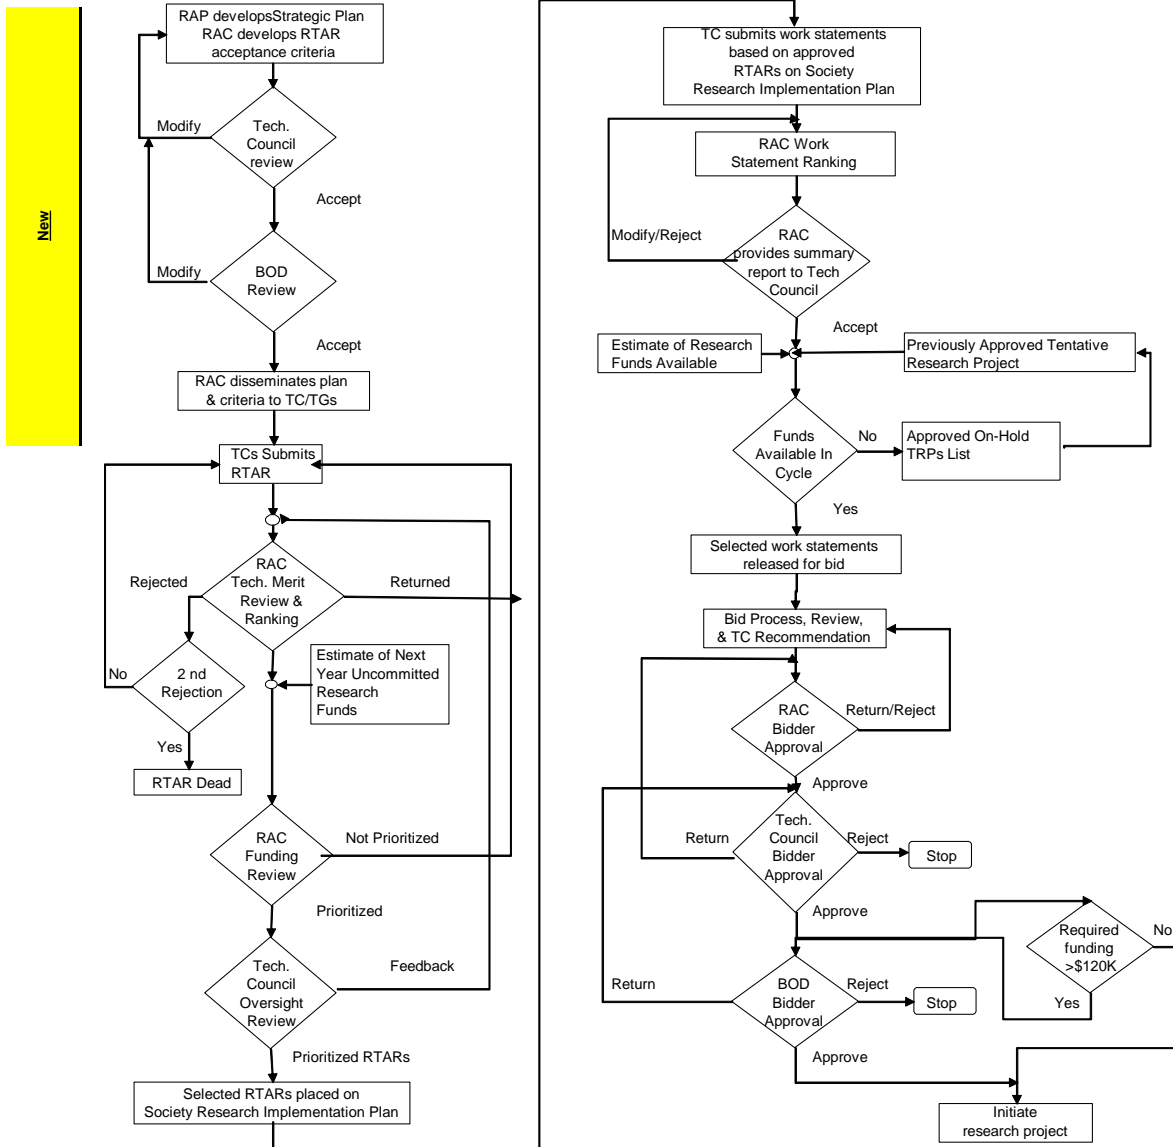 New
RAP developsStrategic Plan
RAC develops RTAR
acceptance criteria
Modify
Tech.
Council
review
Accept
Modify
BOD
Review
Accept
RAC disseminates plan
& criteria to TC/TGs
TCs Submits
RTAR
Rejected
RAC
Tech. Merit
Review &
Ranking
Returned
No
2 nd
Rejection
Yes
RTAR Dead
Estimate of Next
Year Uncommitted
Research
Funds
RAC
Funding
Review
Not Prioritized
Prioritized
Tech.
Council
Oversight
Review
Feedback
Prioritized RTARs
Selected RTARs placed on
Society Research Implementation Plan
TC submits work statements
based on approved
RTARs on Society
Research Implementation Plan
RAC Work
Statement Ranking
Modify/Reject
RAC
provides summary
report to Tech
Council
Accept
Estimate of Research
Funds Available
Previously Approved Tentative
Research Project
Funds
Available In
Cycle
No
Approved On-Hold
TRPs List
Yes
Selected work statements
released for bid
Bid Process, Review,
& TC Recommendation
RAC
Bidder
Approval
Return/Reject
Approve
Return
Tech.
Council
Bidder
Approval
Reject
Stop
Approve
Required
funding
>$120K
No
Yes
Return
BOD
Bidder
Approval
Reject
Stop
Approve
Initiate
research project